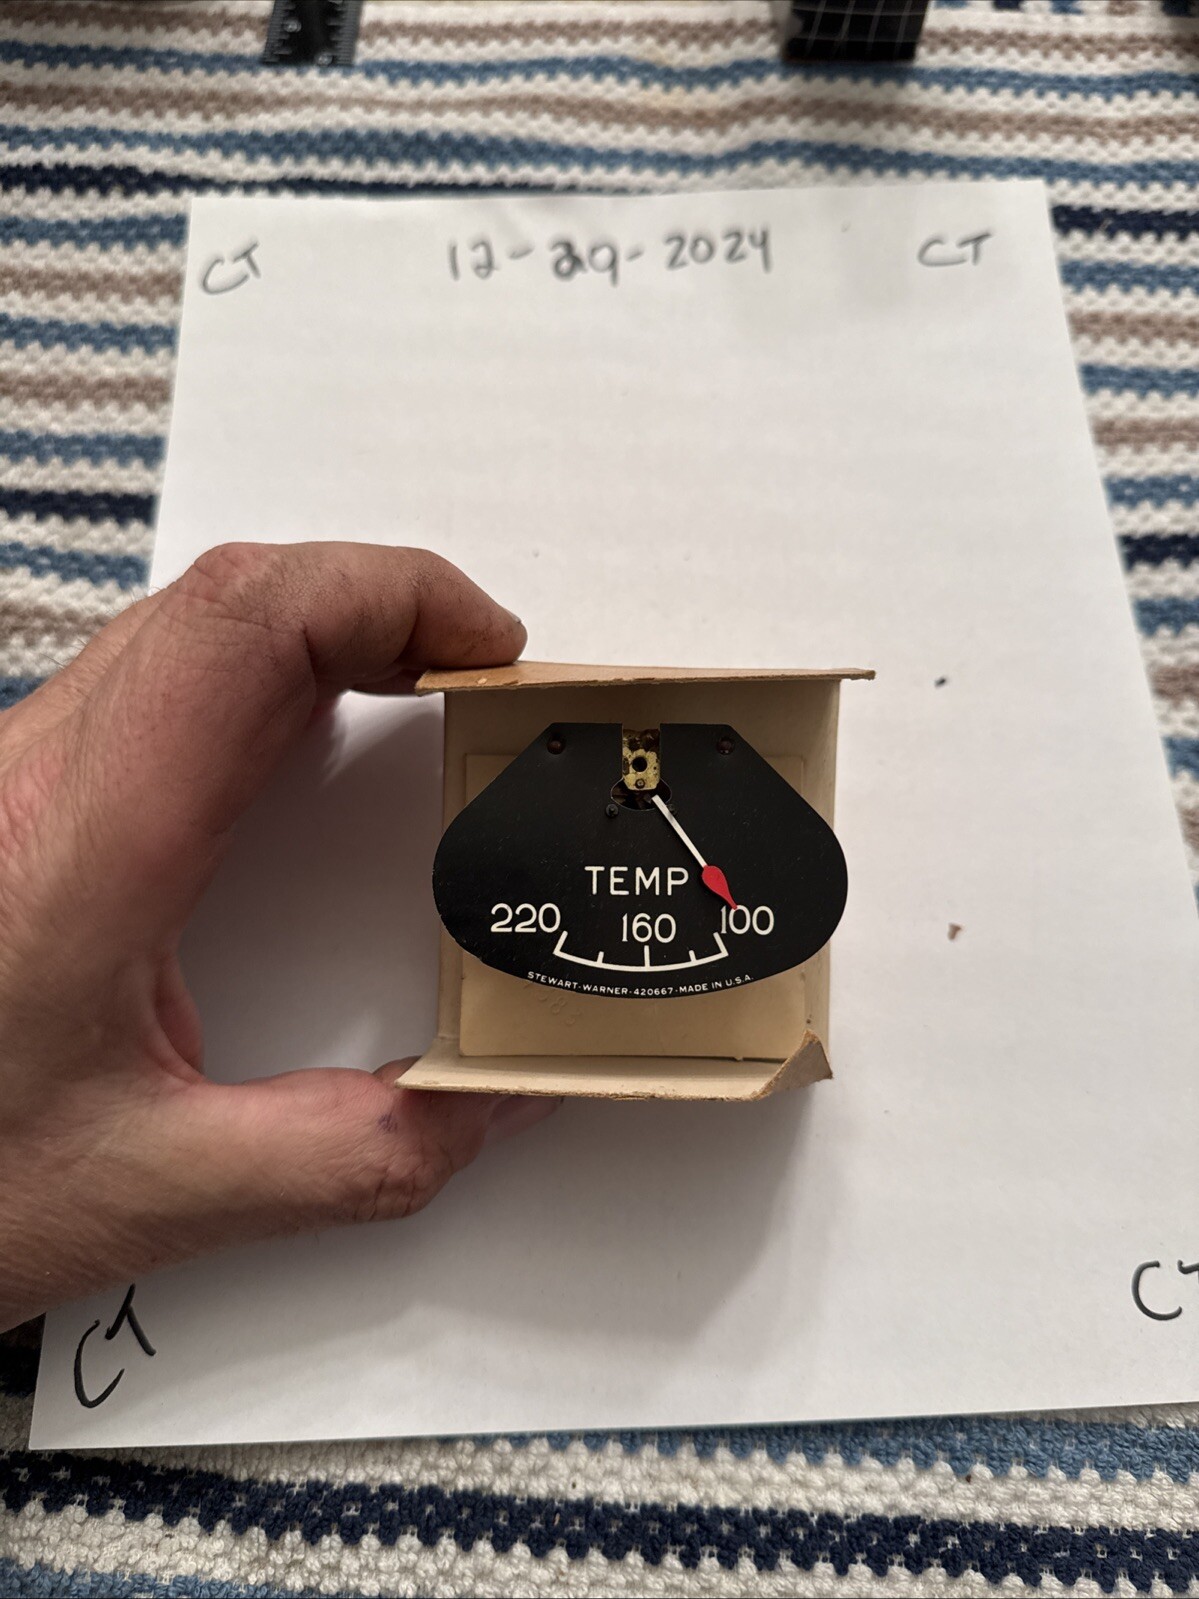 CT 12-29-2024 CT
TEMP
220 160 100
STEWART-WARNER-420667-MADE IN U.S.A.
CT
CT